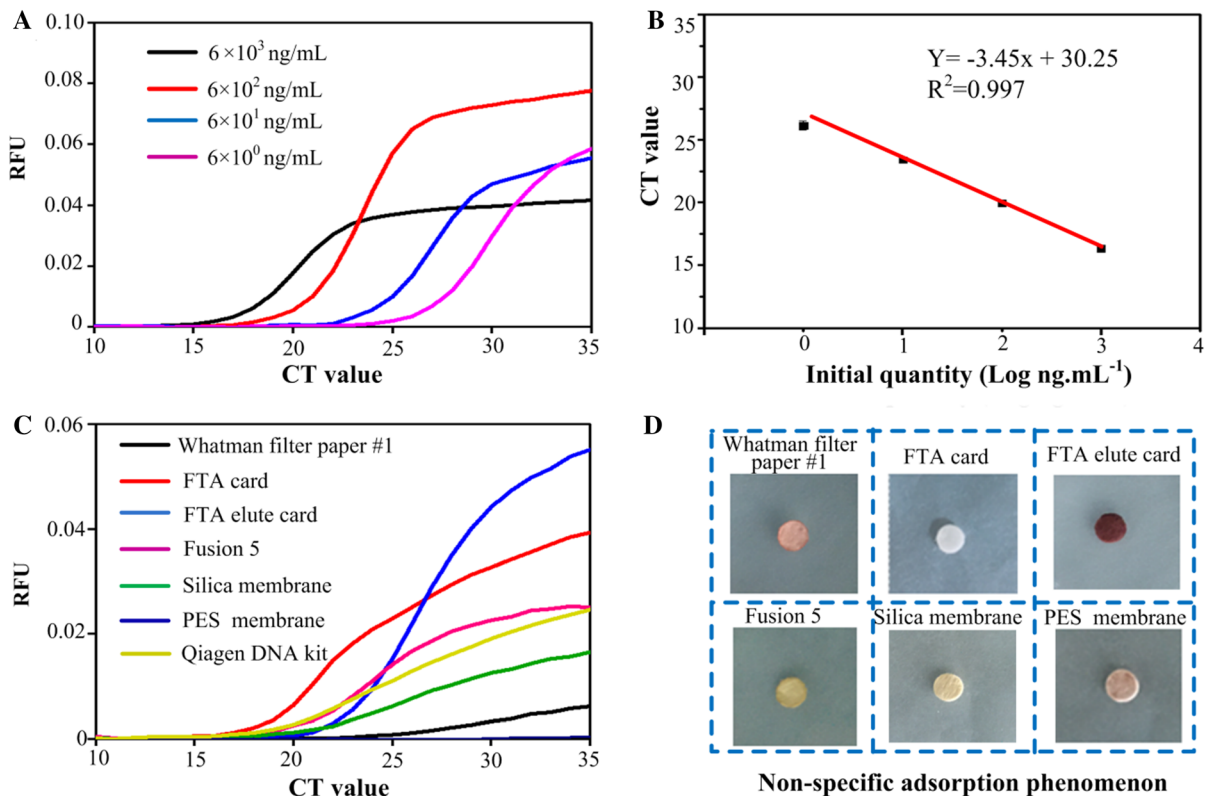 A
0.10
0.08
0.06
0.04
0.02
0
RFU
6×10³ ng/mL
6×10² ng/mL
6×10¹ ng/mL
6×10⁰ ng/mL
10 15 20 25 30 35
CT value
B
35
30
25
20
15
10
CT value
Y= -3.45x + 30.25
R²=0.997
0 1 2 3 4
Initial quantity (Log ng.mL⁻¹)
C
0.06
0.04
0.02
0
RFU
Whatman filter paper #1
FTA card
FTA elute card
Fusion 5
Silica membrane
PES membrane
Qiagen DNA kit
10 15 20 25 30 35
CT value
D
Whatman filter
paper #1
FTA card
FTA elute card
Fusion 5
Silica membrane
PES membrane
Non-specific adsorption phenomenon